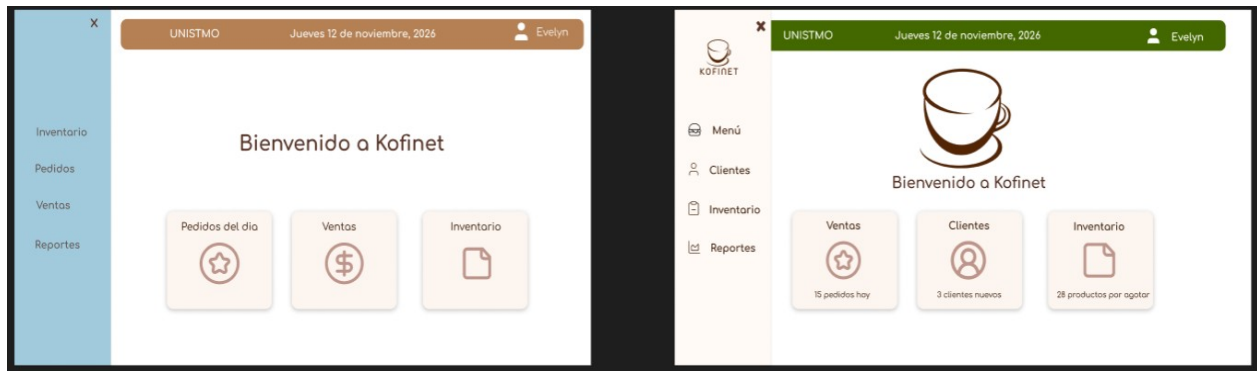 X
UNISTMO Jueves 12 de noviembre, 2026 Evelyn
Inventario
Pedidos
Ventas
Reportes
Bienvenido a Kofinet
Pedidos del dia Ventas Inventario
X
KOFINET
UNISTMO Jueves 12 de noviembre, 2026 Evelyn
Menú
Clientes
Inventario
Reportes
Bienvenido a Kofinet
Ventas Clientes Inventario
15 pedidos hoy 3 clientes nuevos 28 productos por agotar